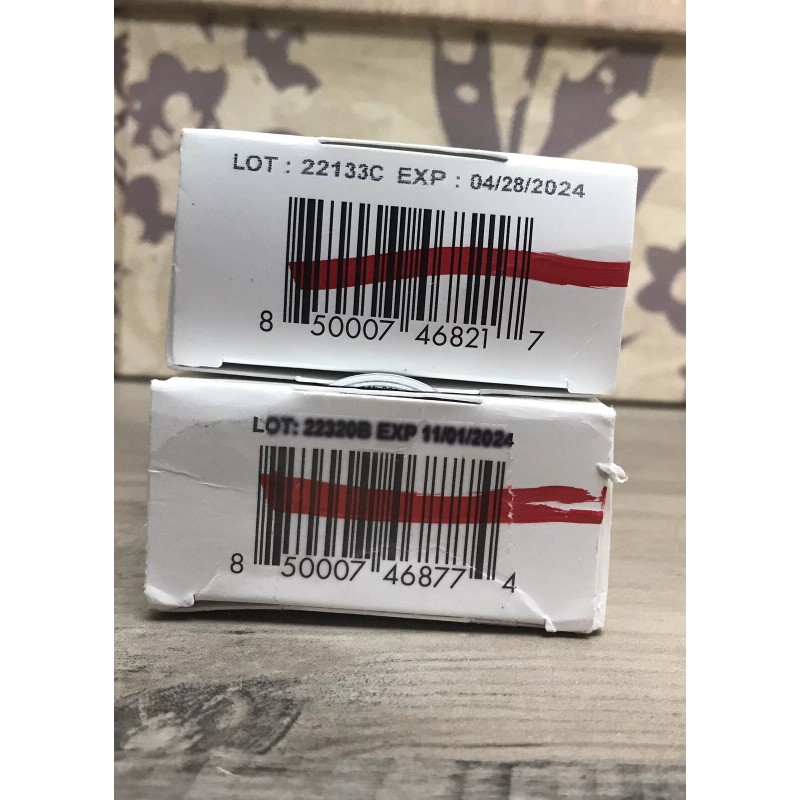 LOT : 22133C EXP : 04/28/2024
8 50007 46821 7
LOT: 22320B EXP 11/01/2024
8 50007 46877 4